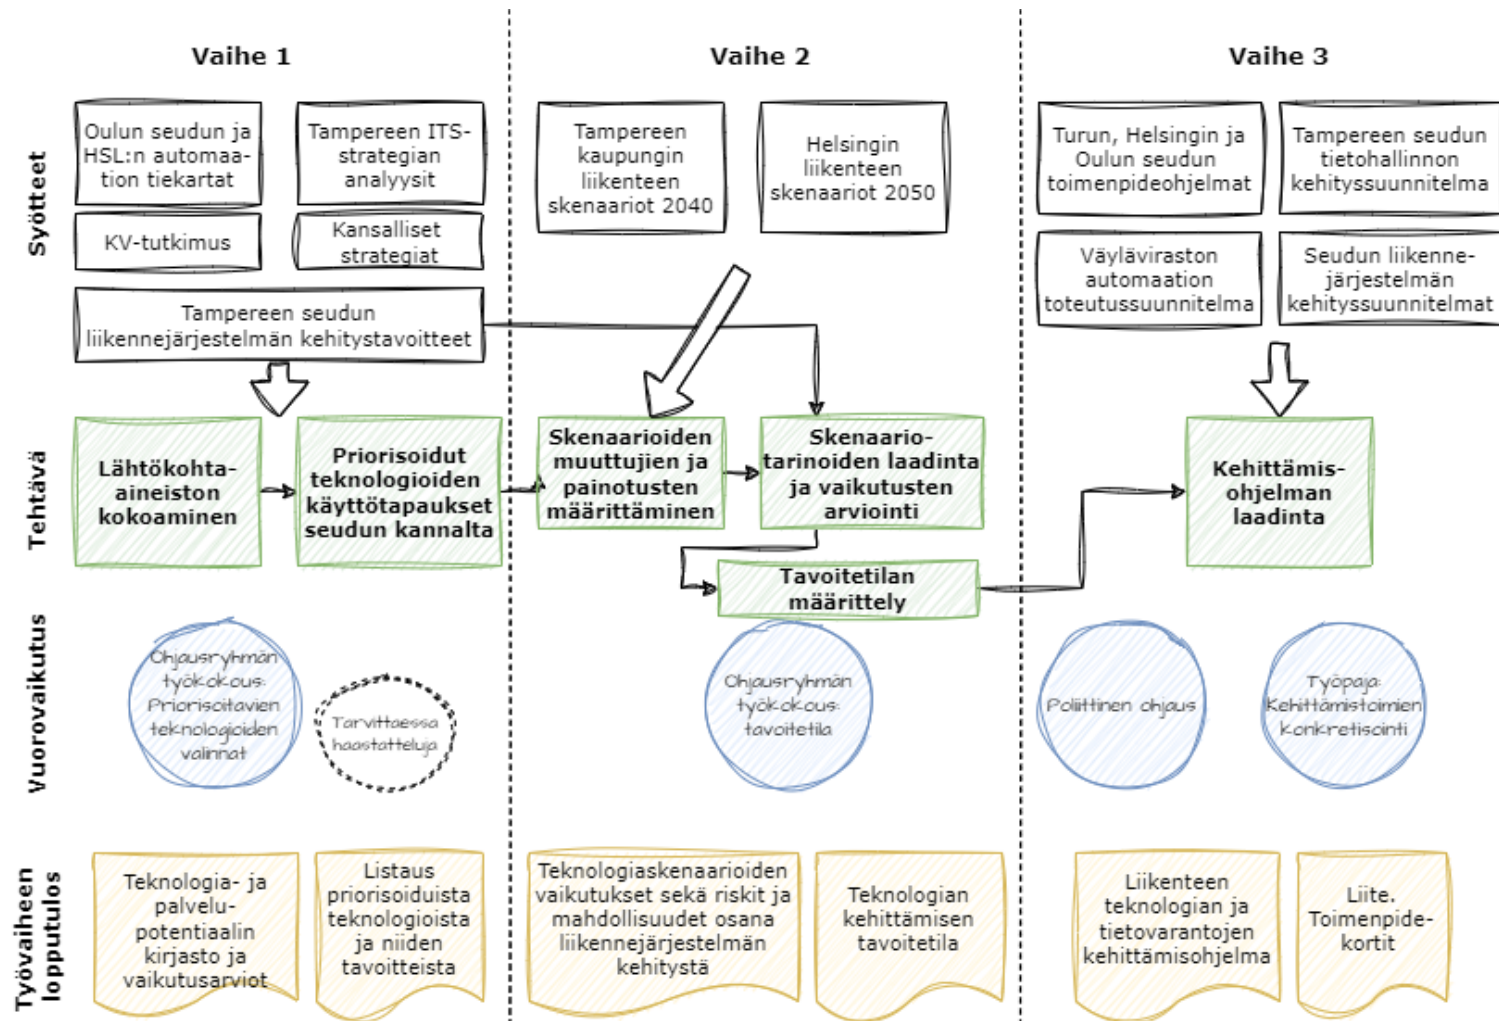 Vaihe 1
Vaihe 2
Vaihe 3
Syötteet
Oulun seudun ja
HSL:n automaa-
tion tiekartat
Tampereen ITS-
strategian
analyysit
KV-tutkimus
Kansalliset
strategiat
Tampereen seudun
liikennejärjestelmän kehitystavoitteet
Tampereen
kaupungin
liikenteen
skenaariot 2040
Helsingin
liikenteen
skenaariot 2050
Turun, Helsingin ja
Oulun seudun
toimenpideohjelmat
Tampereen seudun
tietohallinnon
kehityssuunnitelma
Väyläviraston
automaation
toteutussuunnitelma
Seudun liikenne-
järjestelmän
kehityssuunnitelmat
Tehtävä
Lähtökohta-
aineiston
kokoaminen
Priorisoidut
teknologioiden
käyttötapaukset
seudun kannalta
Skenaarioiden
muuttujien ja
painotusten
määrittäminen
Skenaario-
tarinoiden laadinta
ja vaikutusten
arviointi
Tavoitetilan
määrittely
Kehittämis-
ohjelman
laadinta
Vuorovaikutus
Ohjausryhmän
työkokous:
Priorisoitavien
teknologioiden
valinnat
Tarvittaessa
haastatteluja
Ohjausryhmän
työkokous:
tavoitetila
Poliittinen ohjaus
Työpaja:
Kehittämistoimien
konkretisointi
Työvaiheen
lopputulos
Teknologia- ja
palvelu-
potentiaalin
kirjasto ja
vaikutusarviot
Listaus
priorisoiduista
teknologioista
ja niiden
tavoitteista
Teknologiaskenaarioiden
vaikutukset sekä riskit ja
mahdollisuudet osana
liikennejärjestelmän
kehitystä
Teknologian
kehittämisen
tavoitetila
Liikenteen
teknologian ja
tietovarantojen
kehittämisohjelma
Liite.
Toimenpide-
kortit